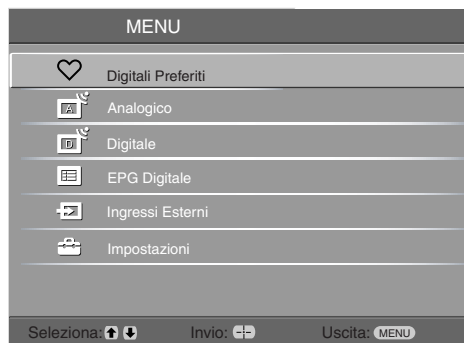 MENU
Digitali Preferiti
A Analogico
D Digitale
EPG Digitale
Ingressi Esterni
Impostazioni
Seleziona: Invio: Uscita: MENU